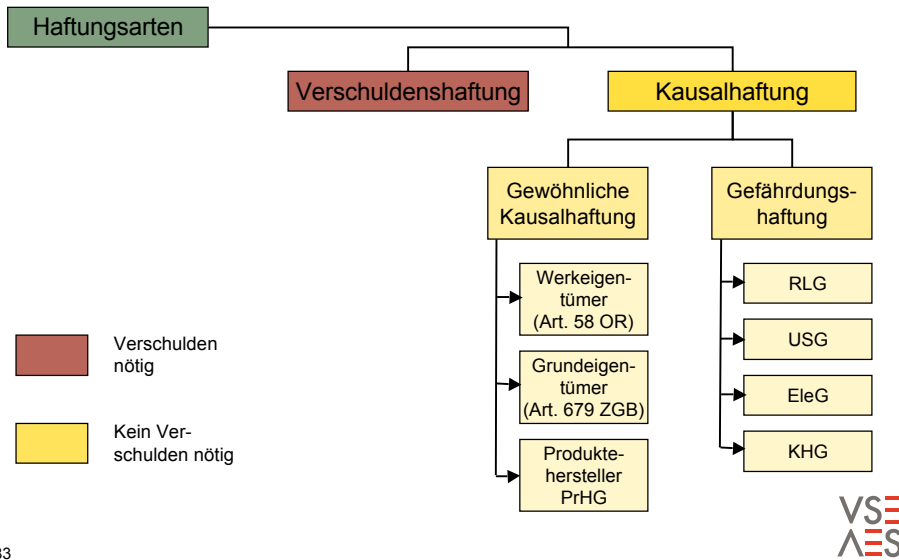 Haftungsarten
Verschuldenshaftung
Kausalhaftung
Gewöhnliche
Kausalhaftung
Gefährdungs-
haftung
Werkeigen-
tümer
(Art. 58 OR)
Grundeigen-
tümer
(Art. 679 ZGB)
Produkte-
hersteller
PrHG
RLG
USG
EleG
KHG
Verschulden
nötig
Kein Ver-
schulden nötig
VSE
AES